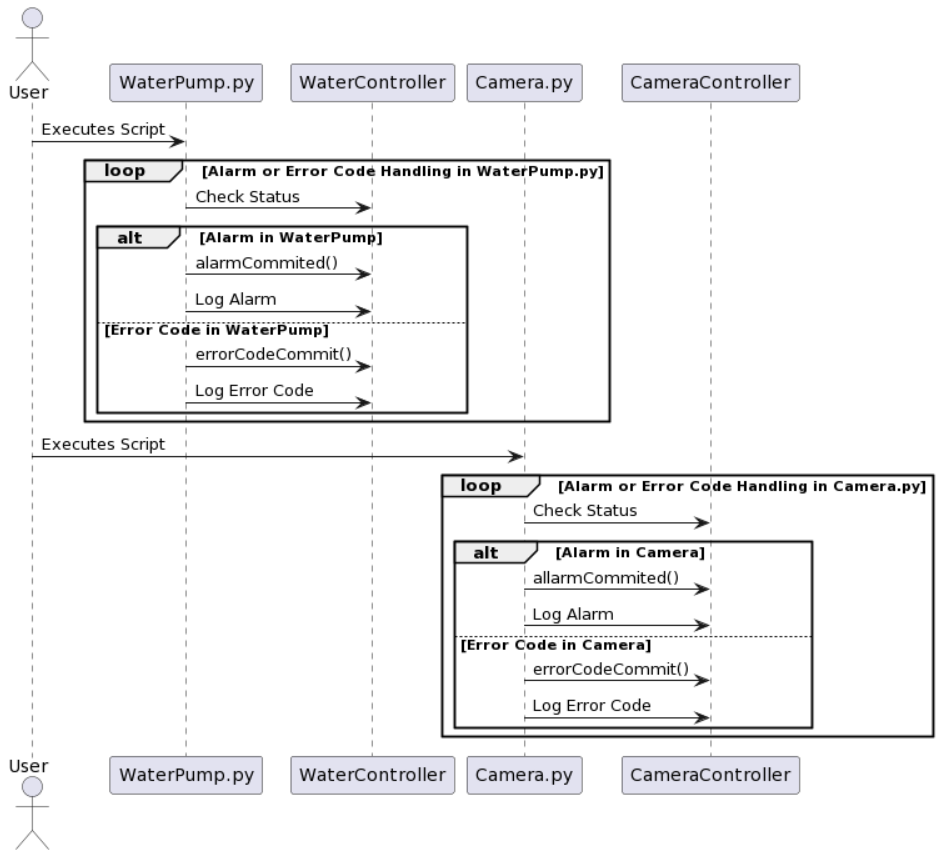 User
WaterPump.py
WaterController
Camera.py
CameraController
Executes Script
loop
[Alarm or Error Code Handling in WaterPump.py]
Check Status
alt
[Alarm in WaterPump]
alarmCommited()
Log Alarm
[Error Code in WaterPump]
errorCodeCommit()
Log Error Code
Executes Script
loop
[Alarm or Error Code Handling in Camera.py]
Check Status
alt
[Alarm in Camera]
allarmCommited()
Log Alarm
[Error Code in Camera]
errorCodeCommit()
Log Error Code
User
WaterPump.py
WaterController
Camera.py
CameraController